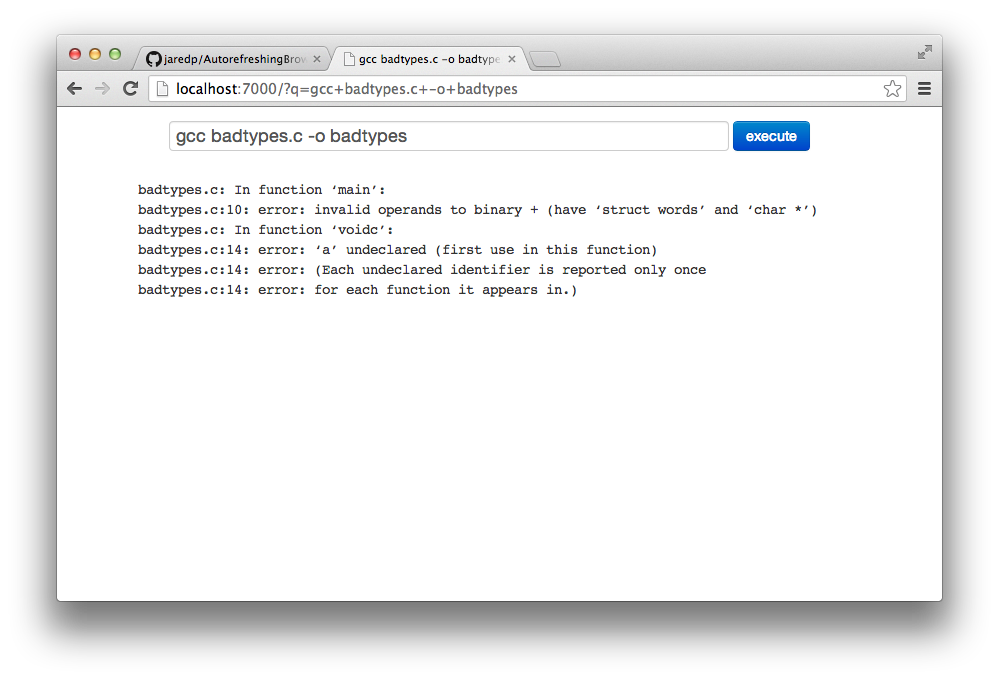 jaredp/AutorefreshingBrow
gcc badtypes.c -o badtype
localhost:7000/?q=gcc+badtypes.c+-o+badtypes
gcc badtypes.c -o badtypes execute
badtypes.c: In function ‘main’:
badtypes.c:10: error: invalid operands to binary + (have ‘struct words’ and ‘char *’)
badtypes.c: In function ‘voidc’:
badtypes.c:14: error: ‘a’ undeclared (first use in this function)
badtypes.c:14: error: (Each undeclared identifier is reported only once
badtypes.c:14: error: for each function it appears in.)